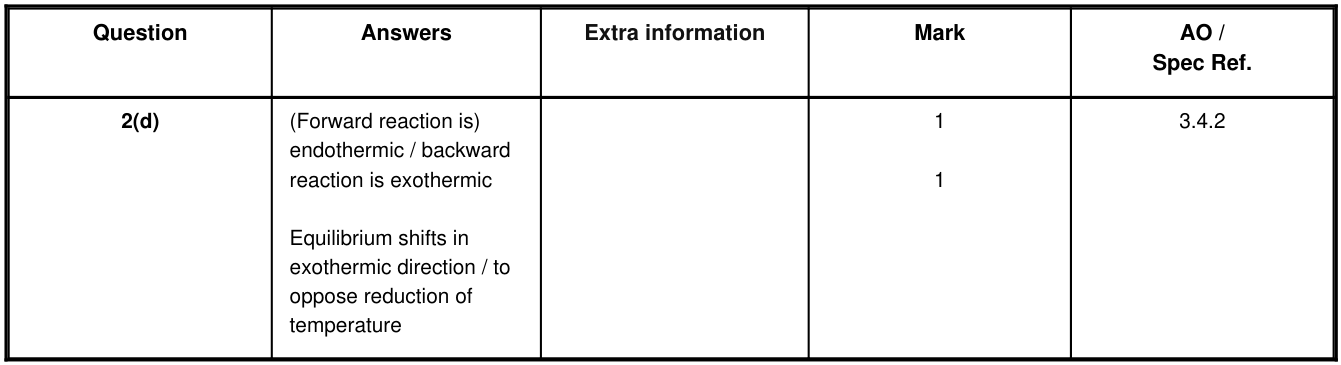 Question Answers Extra information Mark AO /
Spec Ref.
2(d) (Forward reaction is) 1 3.4.2
endothermic / backward
reaction is exothermic 1
Equilibrium shifts in
exothermic direction / to
oppose reduction of
temperature